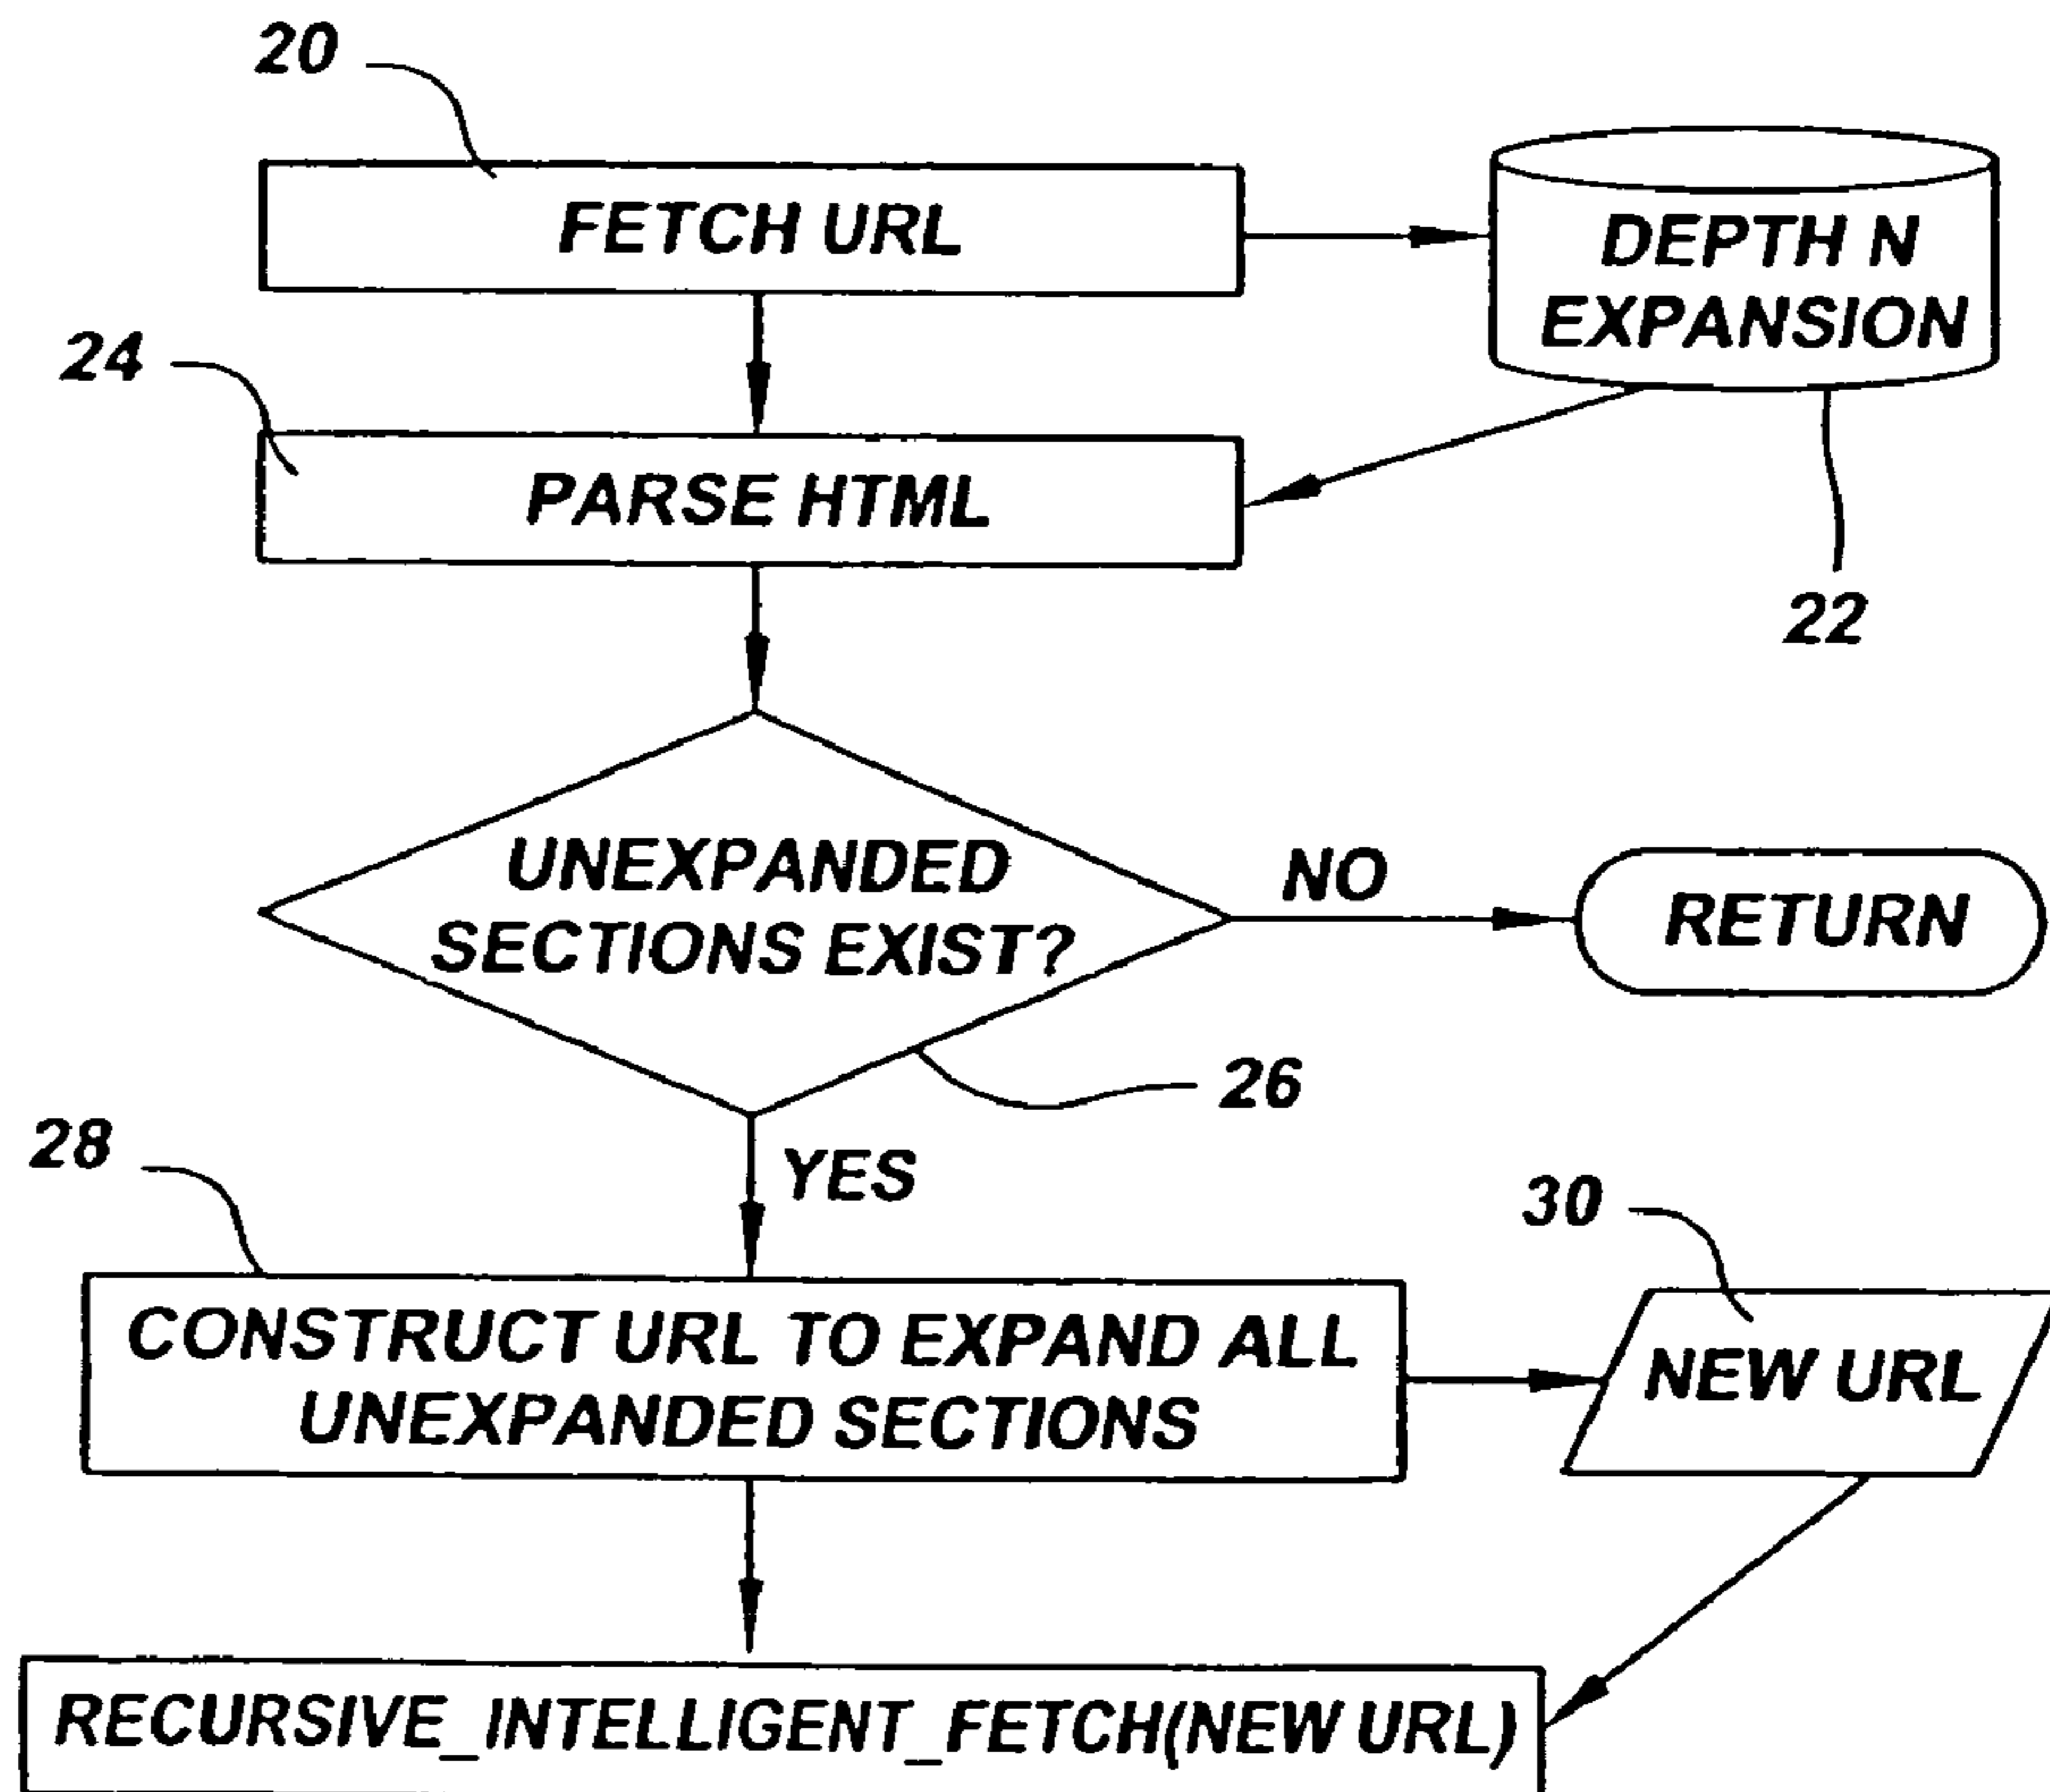 20
FETCH URL
DEPTH N
EXPANSION
24
PARSE HTML
22
UNEXPANDED
SECTIONS EXIST?
NO
RETURN
26
28
YES
30
CONSTRUCT URL TO EXPAND ALL
UNEXPANDED SECTIONS
NEW URL
RECURSIVE_INTELLIGENT_FETCH(NEW URL)